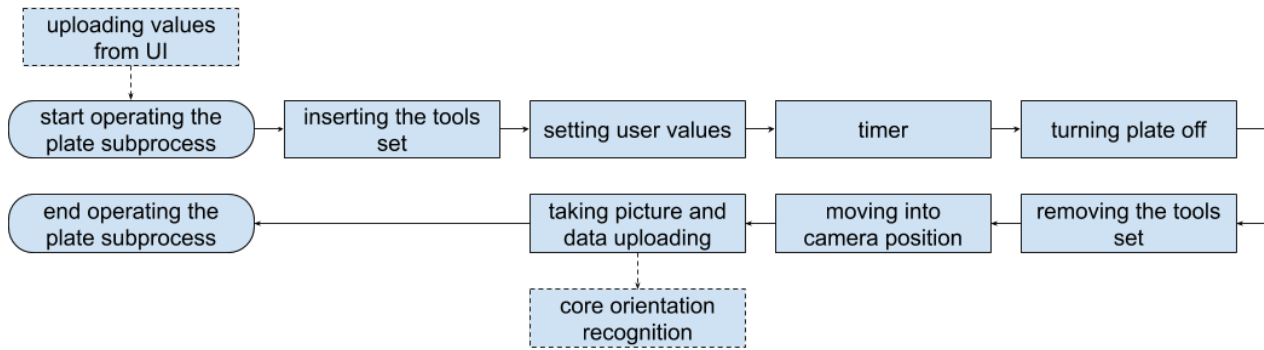 uploading values
from UI
start operating the
plate subprocess
inserting the tools
set
setting user values
timer
turning plate off
end operating the
plate subprocess
taking picture and
data uploading
moving into
camera position
removing the tools
set
core orientation
recognition